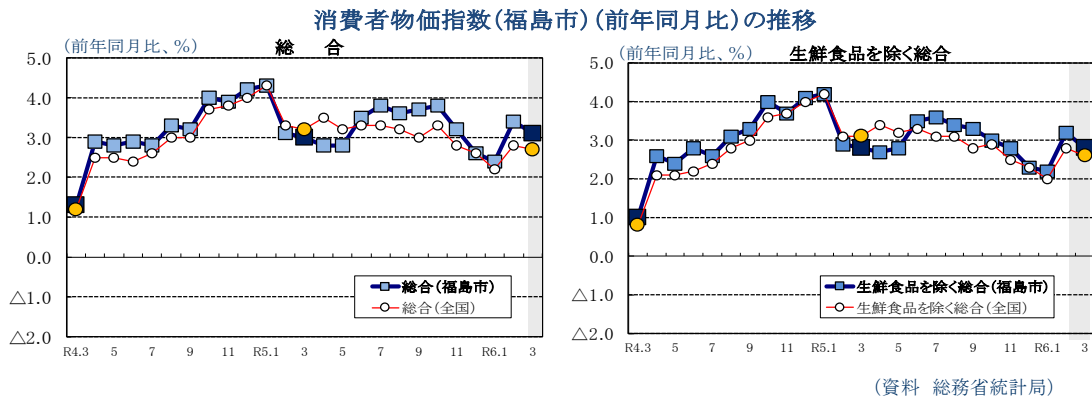 消費者物価指数（福島市）（前年同月比）の推移
（前年同月比、%）
総　合
5.0
4.0
3.0
2.0
1.0
0.0
△1.0
△2.0
総合（福島市）
総合（全国）
R4.3 5 7 9 11 R5.1 3 5 7 9 11 R6.1 3
（前年同月比、%）
生鮮食品を除く総合
5.0
4.0
3.0
2.0
1.0
0.0
△1.0
△2.0
生鮮食品を除く総合（福島市）
生鮮食品を除く総合（全国）
R4.3 5 7 9 11 R5.1 3 5 7 9 11 R6.1 3
（資料　総務省統計局）